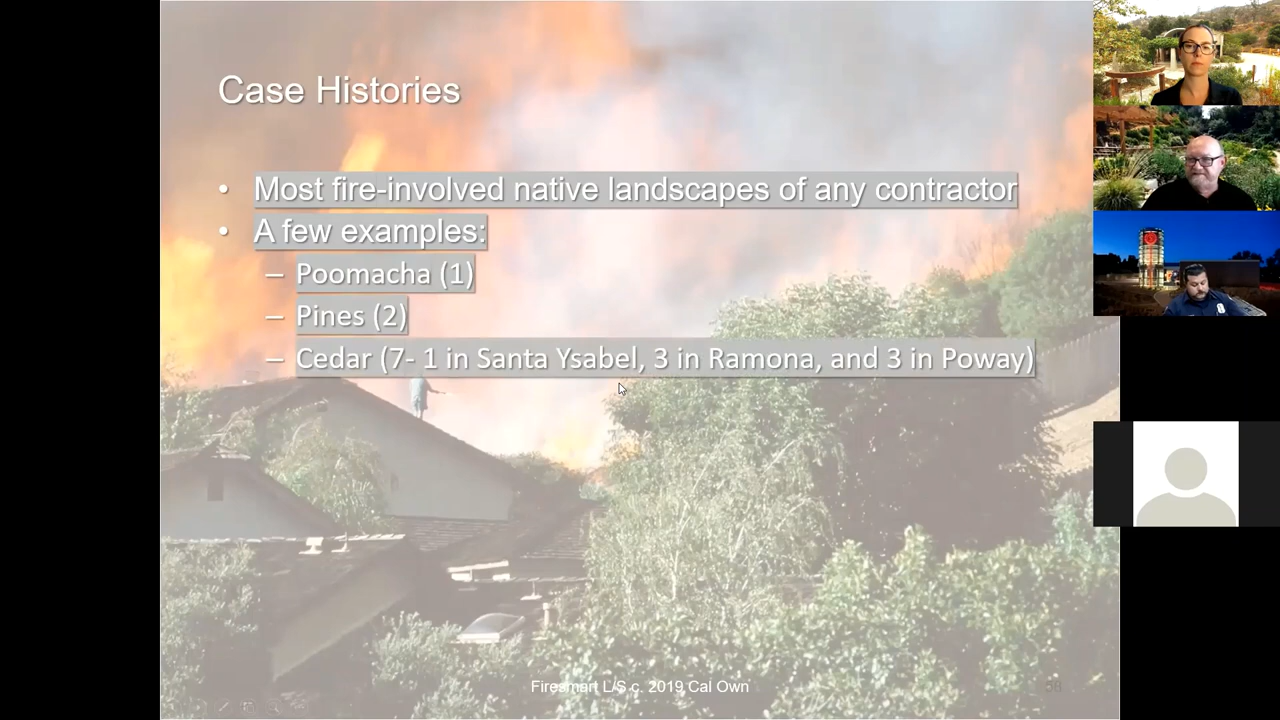 Case Histories
• Most fire-involved native landscapes of any contractor
• A few examples:
– Poomacha (1)
– Pines (2)
– Cedar (7- 1 in Santa Ysabel, 3 in Ramona, and 3 in Poway)
Firesmart L/S c. 2019 Cal Own
58